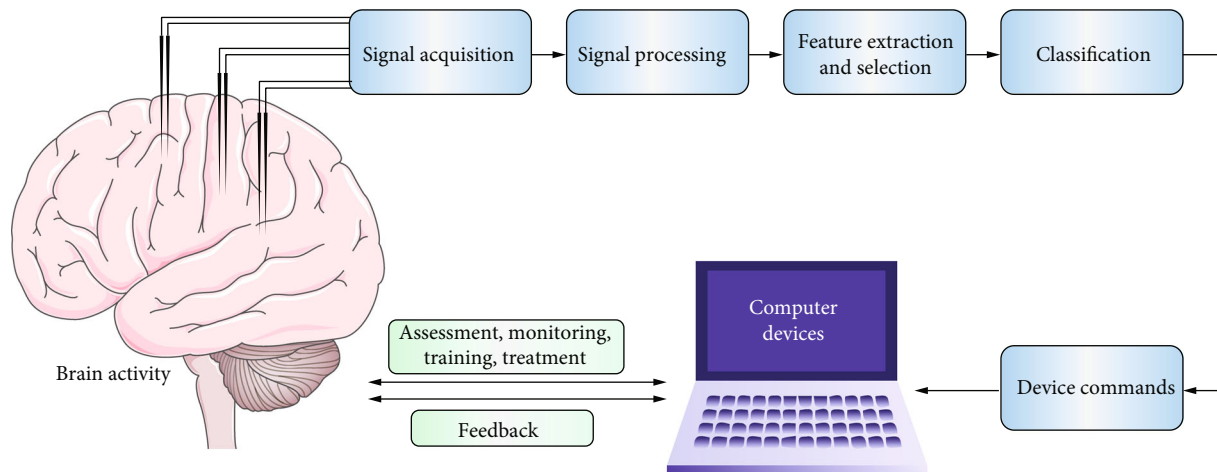 Signal acquisition
Signal processing
Feature extraction
and selection
Classification
Brain activity
Assessment, monitoring,
training, treatment
Feedback
Computer
devices
Device commands